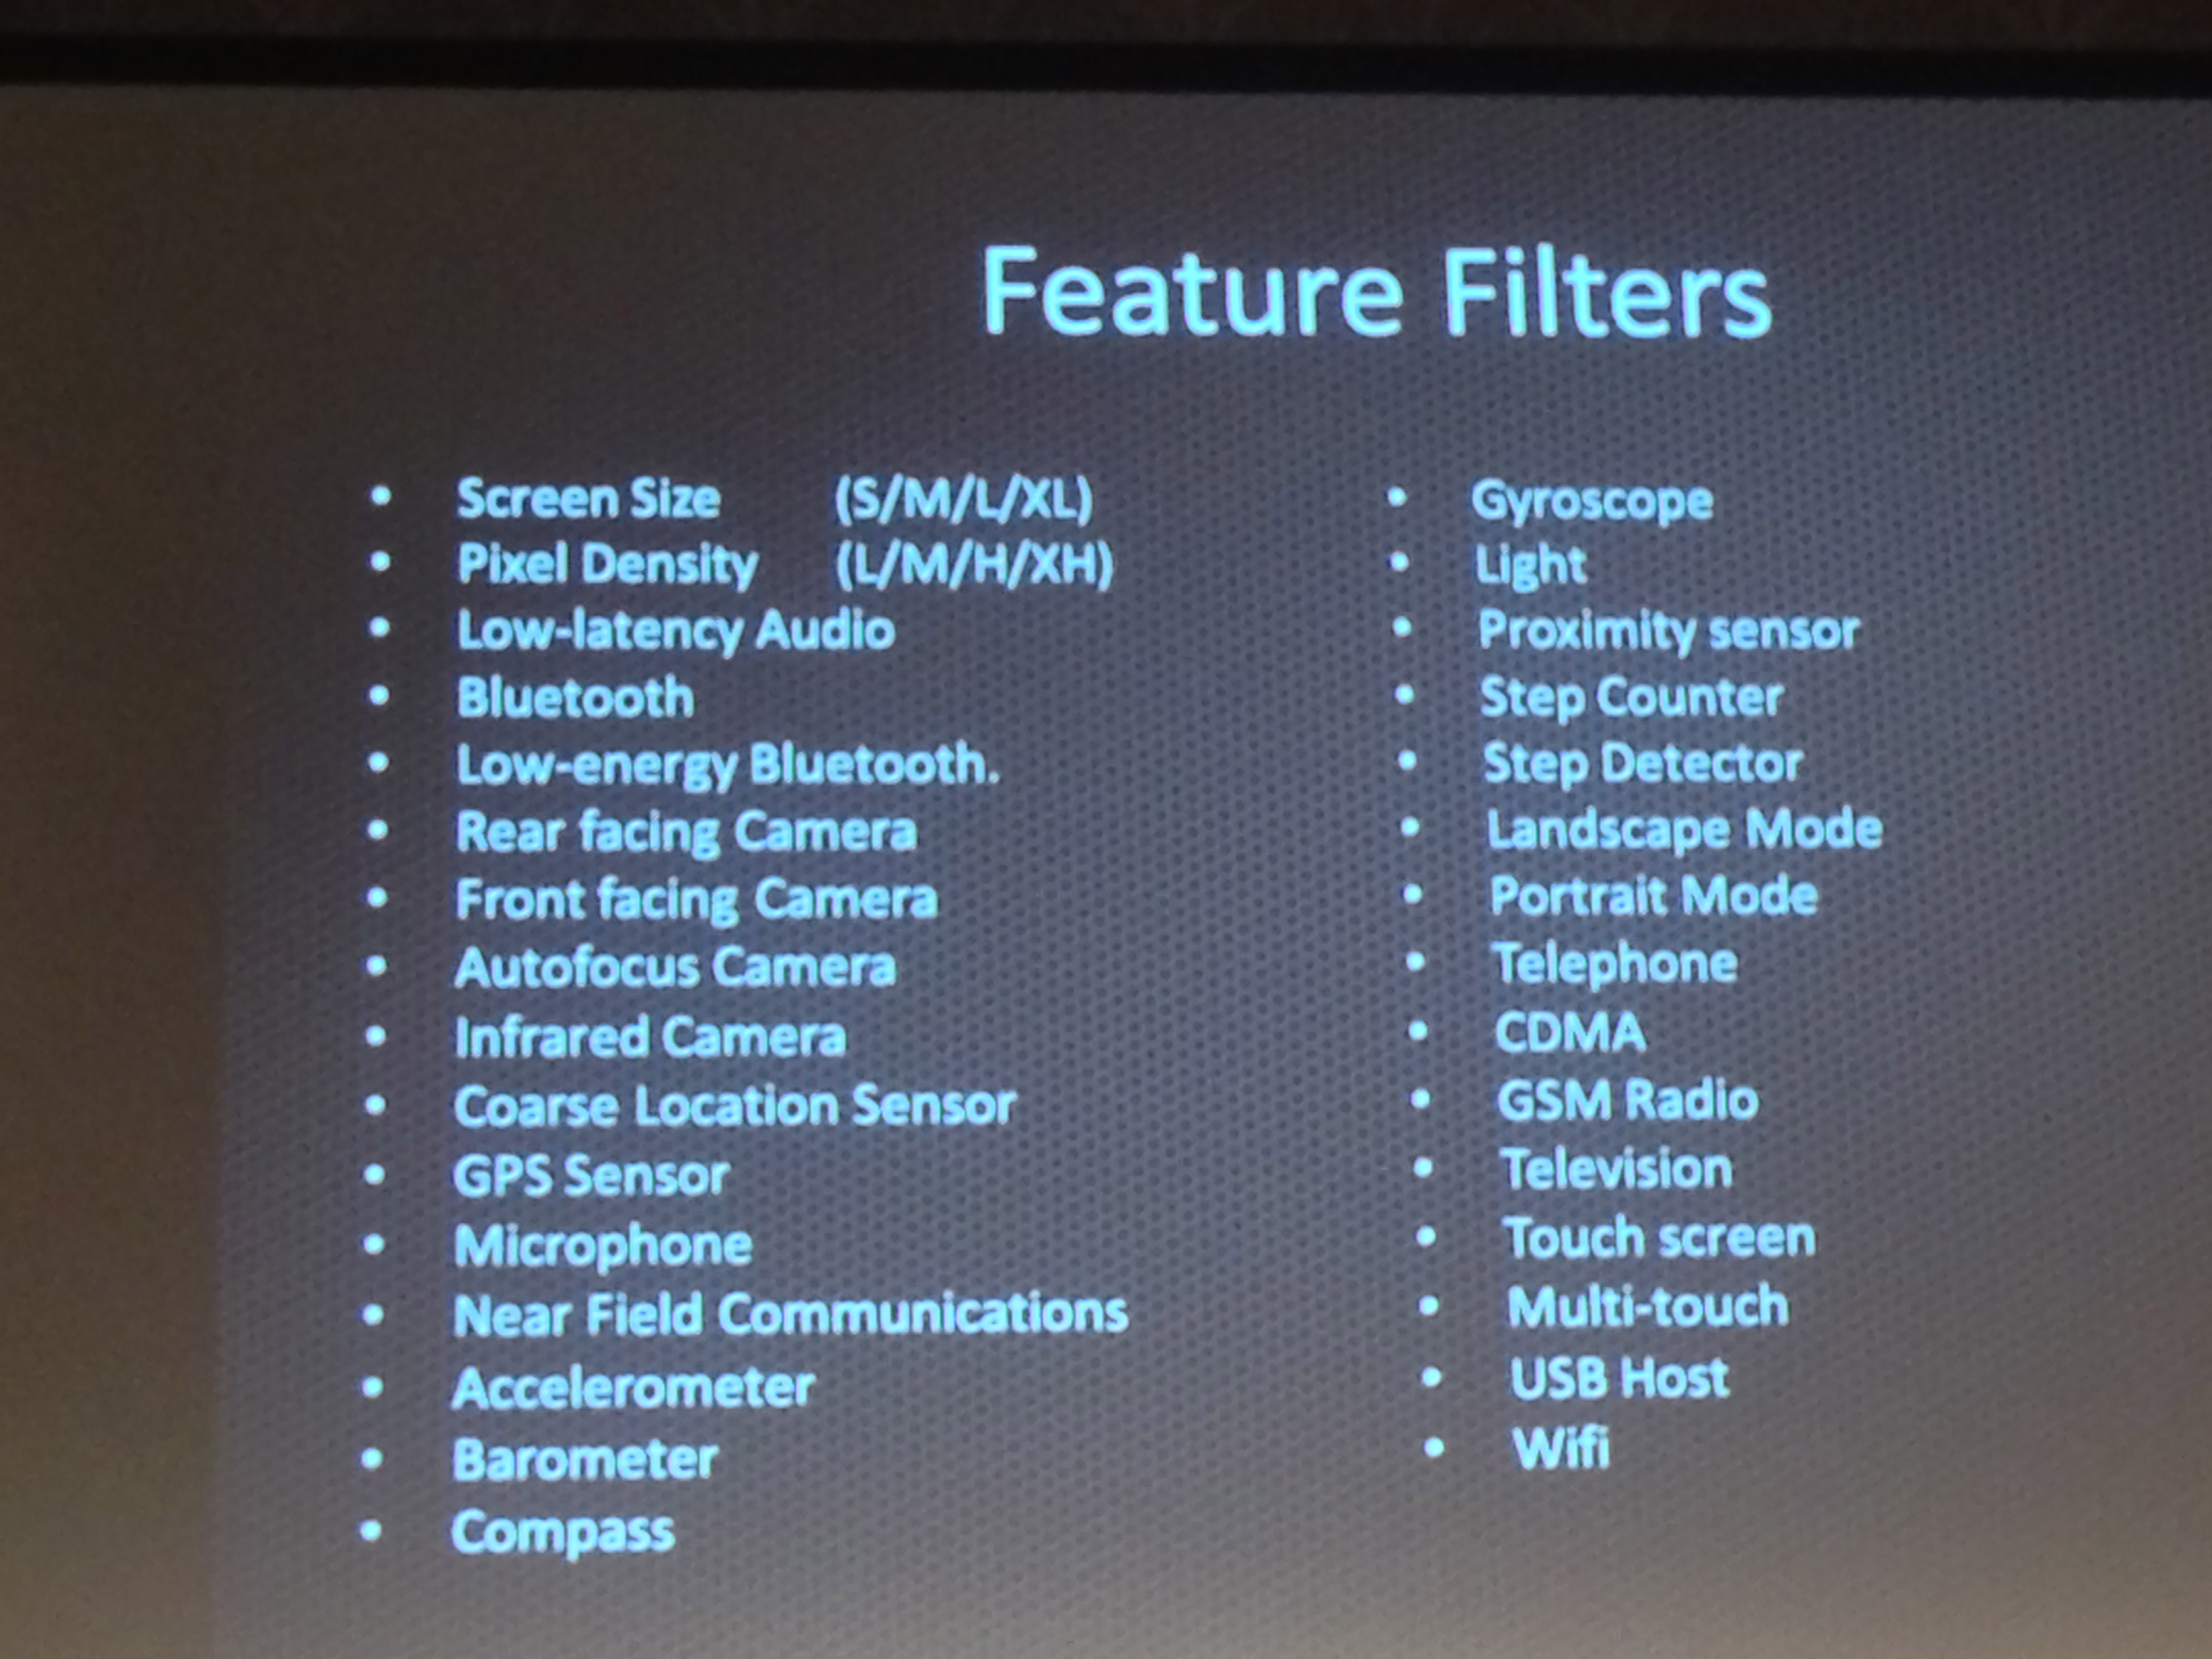 Feature Filters
• Screen Size (S/M/L/XL)
• Pixel Density (L/M/H/XH)
• Low-latency Audio
• Bluetooth
• Low-energy Bluetooth.
• Rear facing Camera
• Front facing Camera
• Autofocus Camera
• Infrared Camera
• Coarse Location Sensor
• GPS Sensor
• Microphone
• Near Field Communications
• Accelerometer
• Barometer
• Compass
• Gyroscope
• Light
• Proximity sensor
• Step Counter
• Step Detector
• Landscape Mode
• Portrait Mode
• Telephone
• CDMA
• GSM Radio
• Television
• Touch screen
• Multi-touch
• USB Host
• Wifi